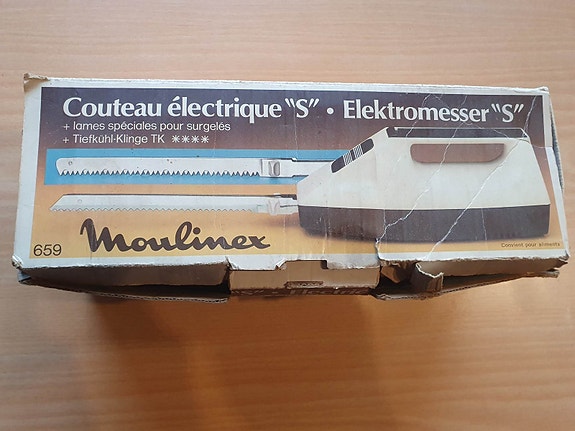 Couteau électrique "S" • Elektromesser "S"
+ lames spéciales pour surgelés
+ Tiefkühl-Klinge TK ✳✳✳✳
659 Moulinex
Convient pour aliments